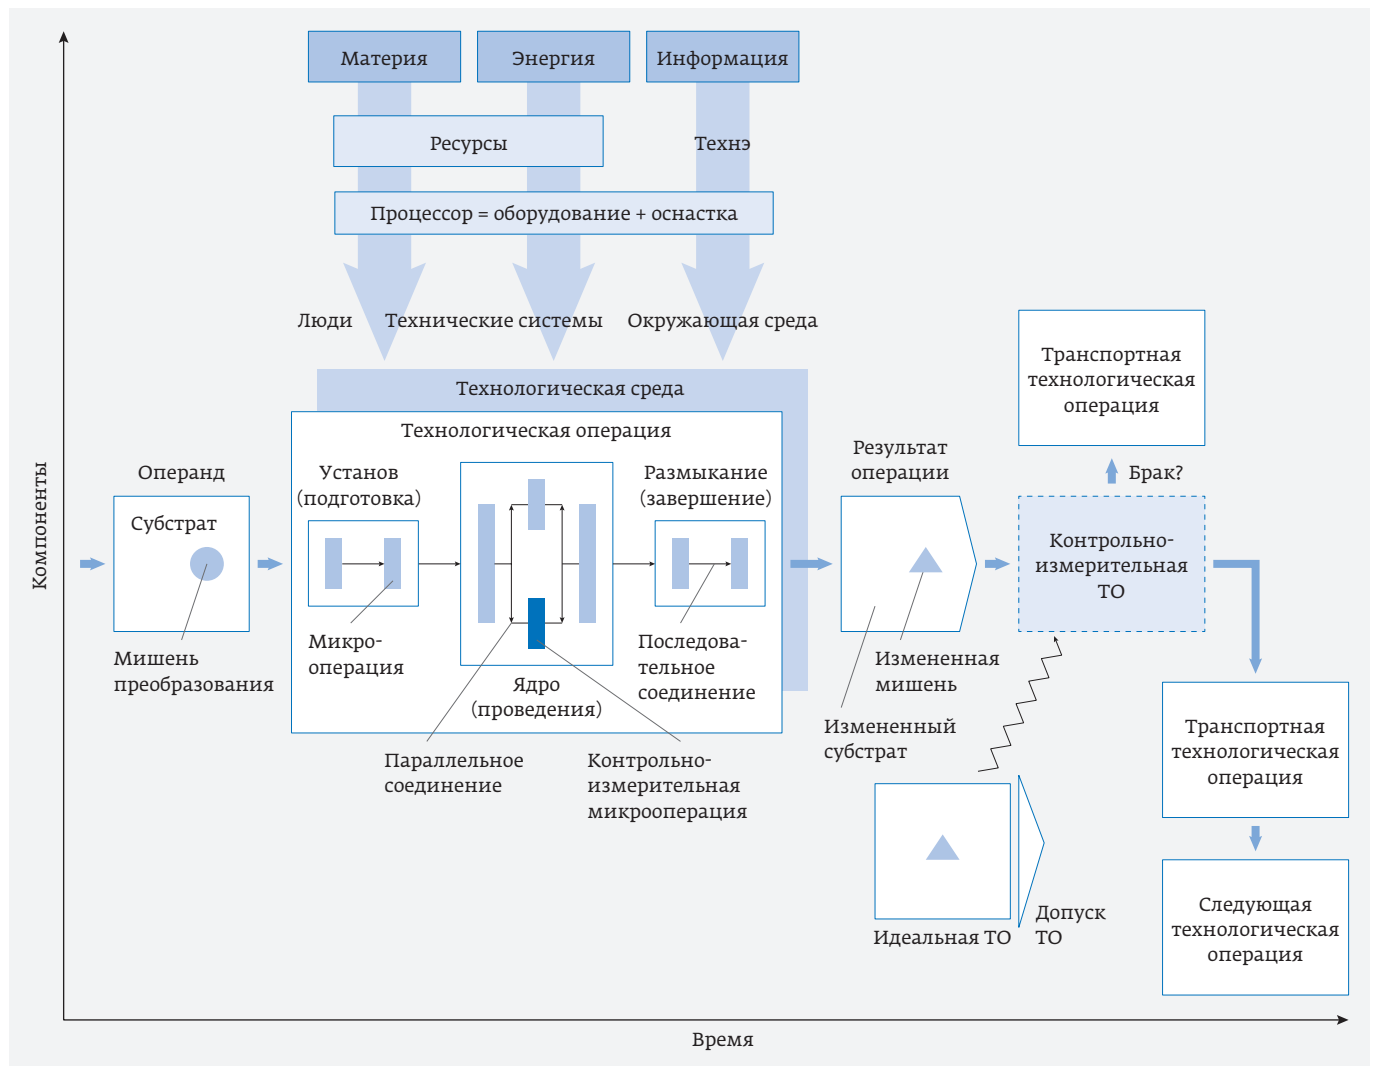 Материя
Энергия
Информация
Ресурсы
Технэ
Процессор = оборудование + оснастка
Люди
Технические системы
Окружающая среда
Технологическая среда
Технологическая операция
Компоненты
Операнд
Субстрат
Мишень
преобразования
Установ
(подготовка)
Микро-
операция
Ядро
(проведения)
Размыкание
(завершение)
Последова-
тельное
соединение
Параллельное
соединение
Контрольно-
измерительная
микрооперация
Результат
операции
Измененная
мишень
Измененный
субстрат
Транспортная
технологическая
операция
Брак?
Контрольно-
измерительная
ТО
Идеальная ТО
Допуск
ТО
Транспортная
технологическая
операция
Следующая
технологическая
операция
Время